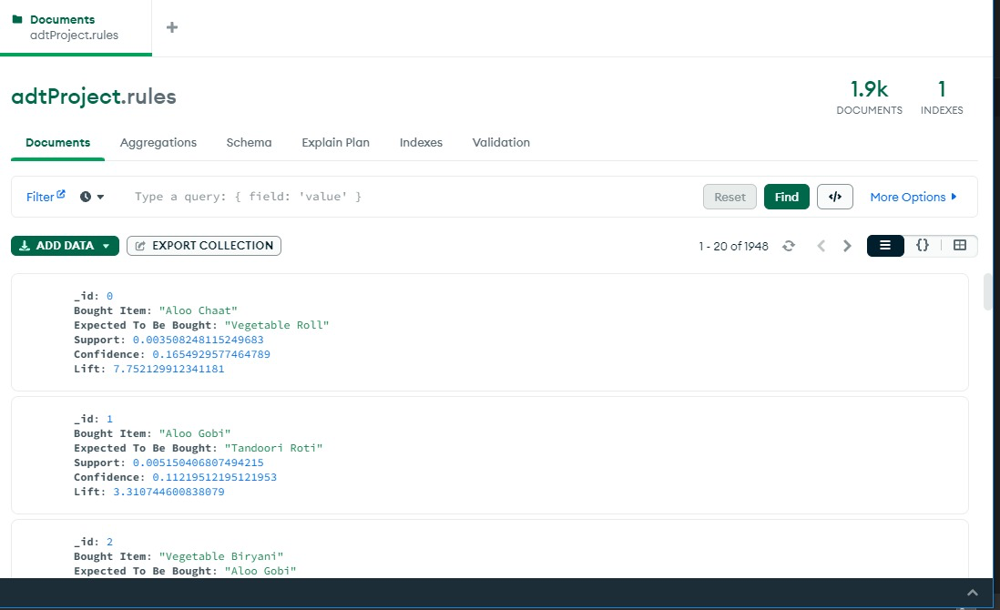 Documents
adtProject.rules
adtProject.rules
1.9k
DOCUMENTS
1
INDEXES
Documents
Aggregations
Schema
Explain Plan
Indexes
Validation
Filter
Type a query: { field: 'value' }
Reset
Find
</>
More Options
ADD DATA
EXPORT COLLECTION
1 - 20 of 1948
{}
_id: 0
Bought Item: "Aloo Chaat"
Expected To Be Bought: "Vegetable Roll"
Support: 0.003508248115249683
Confidence: 0.1654929577464789
Lift: 7.752129912341181
_id: 1
Bought Item: "Aloo Gobi"
Expected To Be Bought: "Tandoori Roti"
Support: 0.005150406807494215
Confidence: 0.11219512195121953
Lift: 3.310744600838079
_id: 2
Bought Item: "Vegetable Biryani"
Expected To Be Bought: "Aloo Gobi"